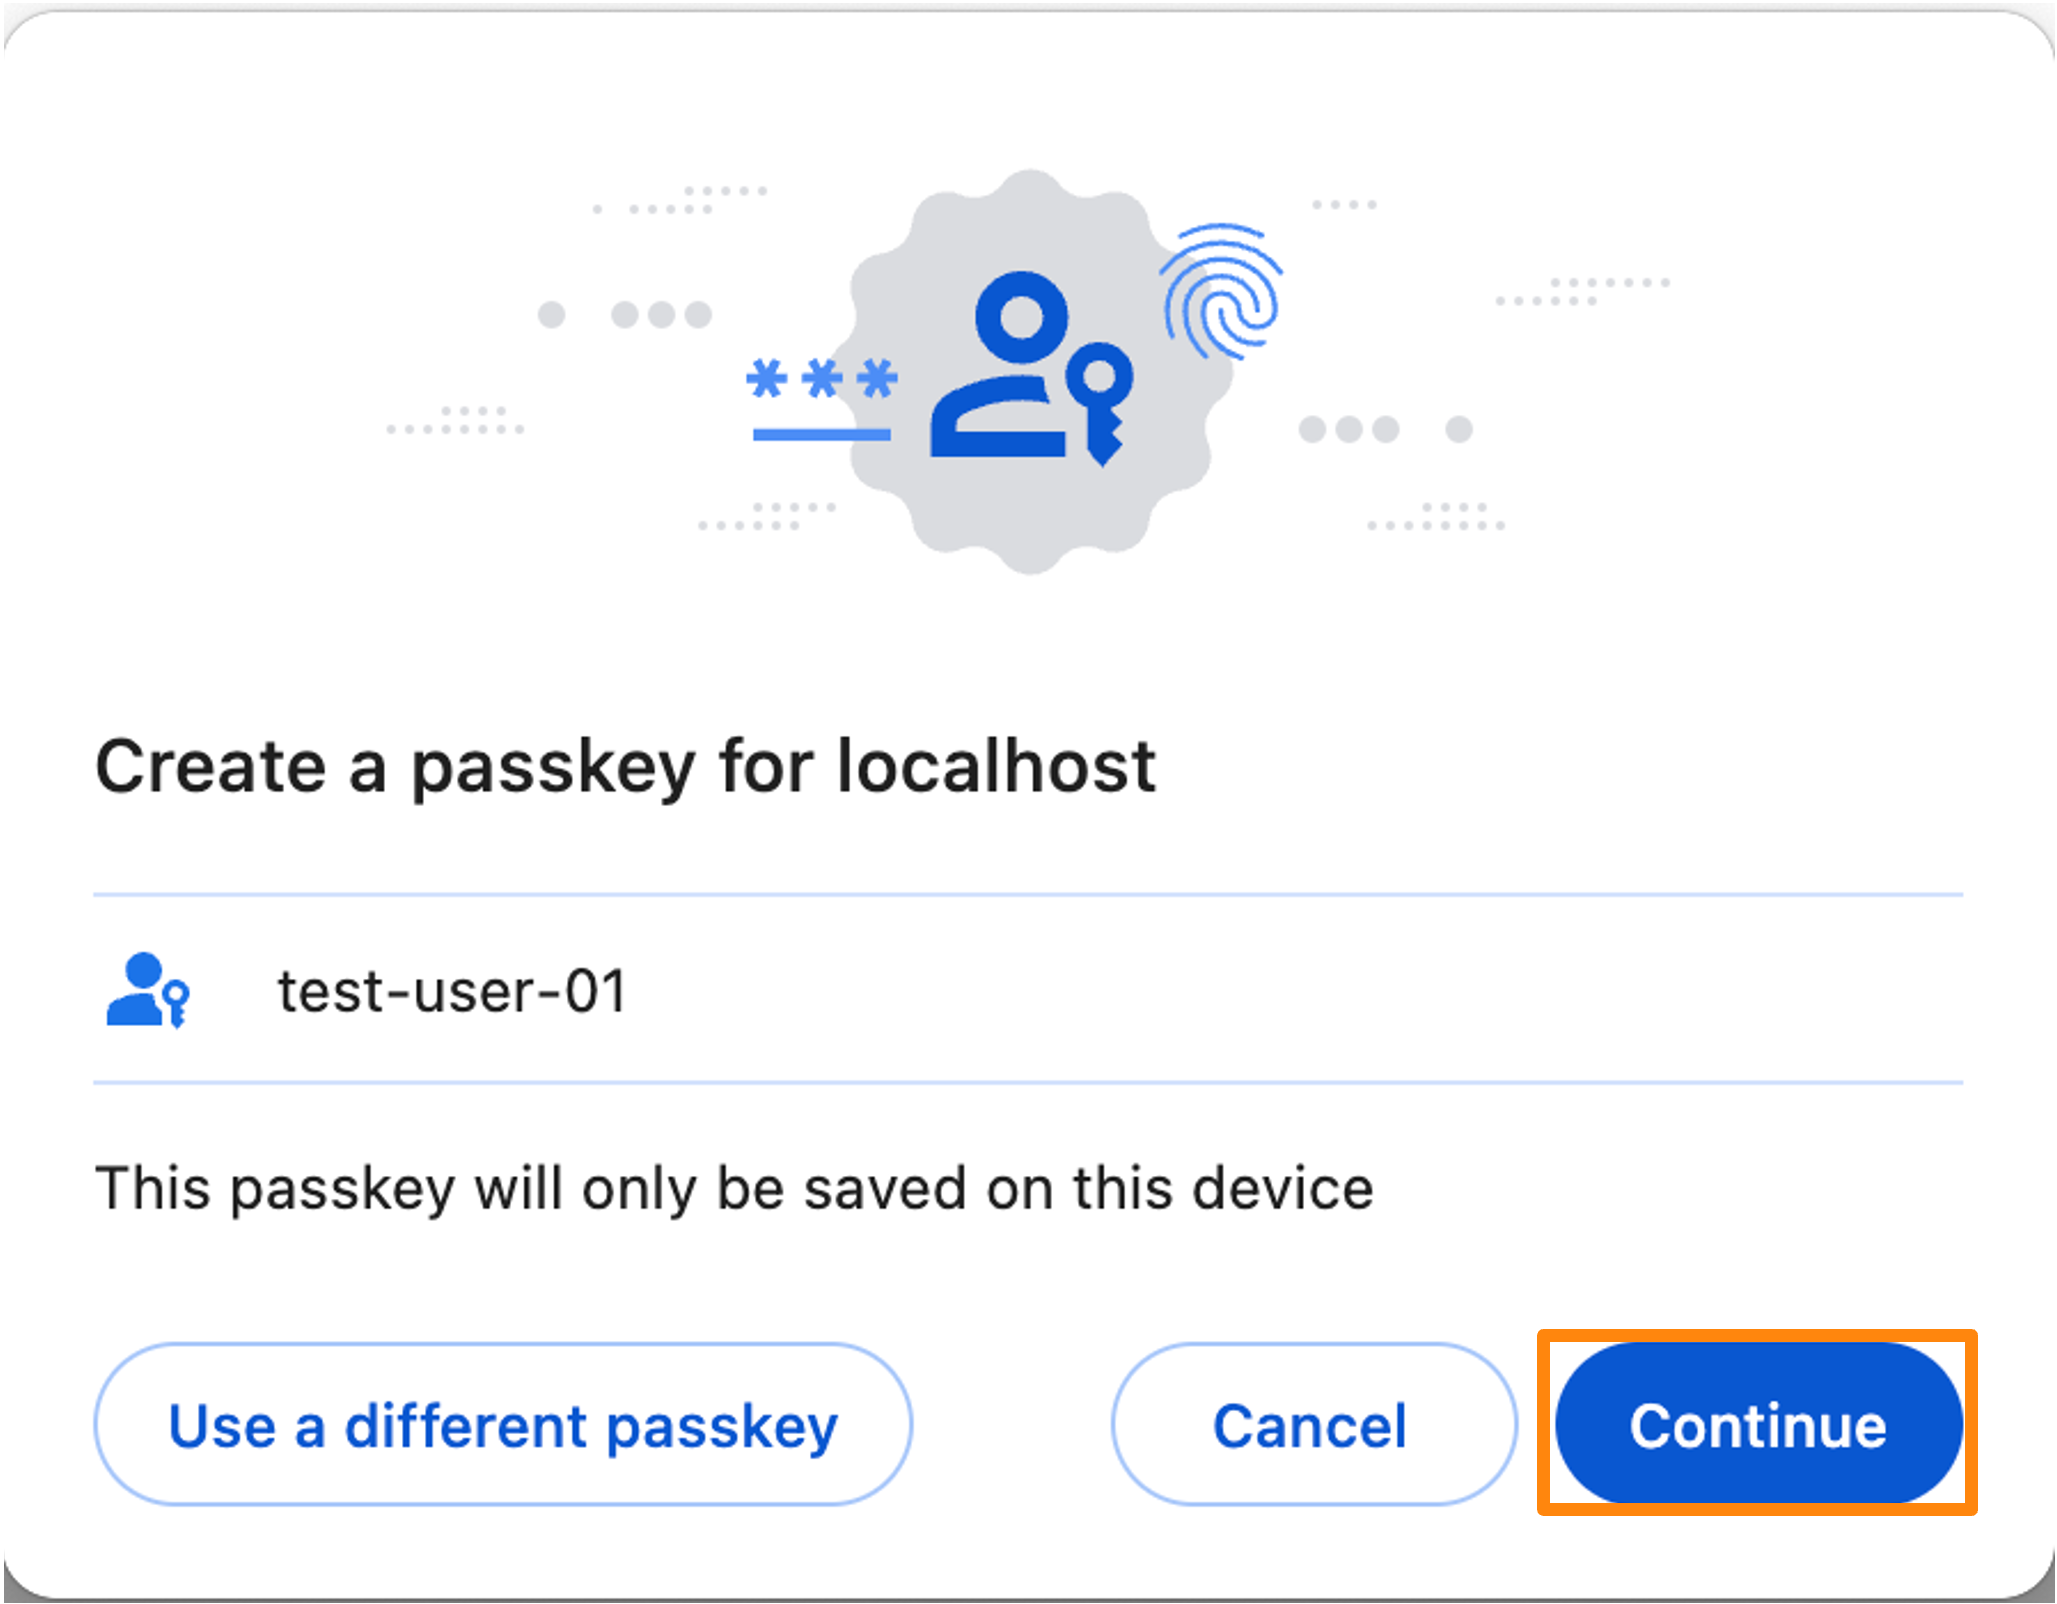 ***
Create a passkey for localhost
test-user-01
This passkey will only be saved on this device
Use a different passkey
Cancel
Continue